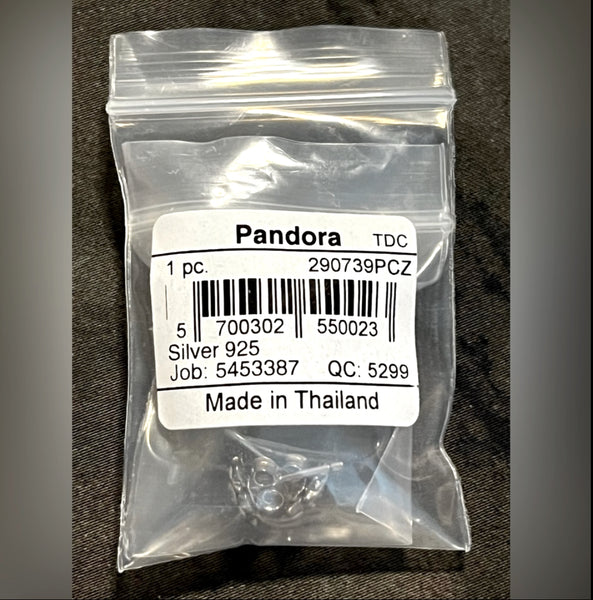 Pandora TDC
1 pc. 290739PCZ
5 700302 550023
Silver 925
Job: 5453387 QC: 5299
Made in Thailand